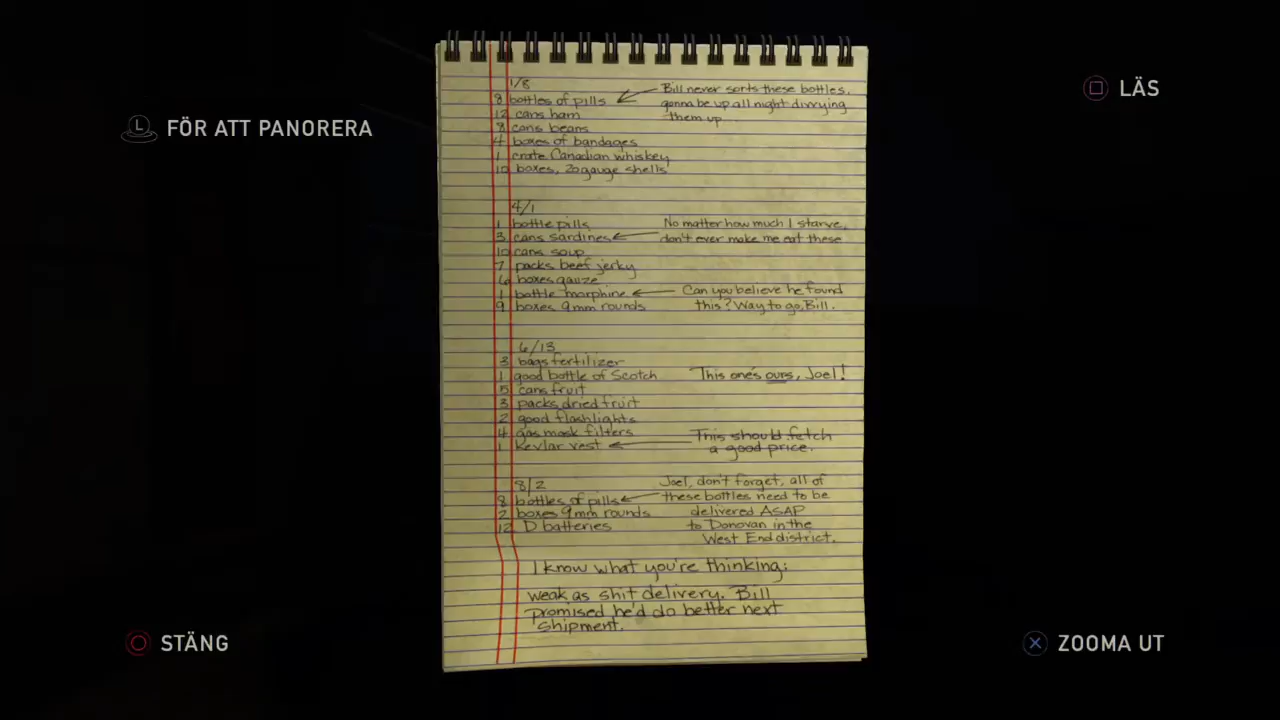 L FÖR ATT PANORERA
LÄS
1/8
8 bottles of pills
12 cans ham
8 cans beans
4 boxes of bandages
1 crate Canadian whiskey
10 boxes, 20 gauge shells
Bill never sorts these bottles.
gonna be up all night divvying
them up...
4/1
1 bottle pills
3 cans sardines
10 cans soup
7 packs beef jerky
6 boxes gauze
1 bottle morphine
9 boxes 9mm rounds
No matter how much I starve,
don't ever make me eat these
Can you believe he found
this? Way to go, Bill.
6/13
3 bags fertilizer
1 good bottle of Scotch
5 cans fruit
3 packs dried fruit
2 good flashlights
4 gas mask filters
1 Kevlar vest
This one's ours, Joel!
This should fetch
a good price.
8/2
8 bottles of pills
2 boxes 9mm rounds
12 D batteries
Joel, don't forget, all of
these bottles need to be
delivered ASAP
to Donovan in the
West End district.
I know what you're thinking:
weak as shit delivery. Bill
promised he'd do better next
shipment.
STÄNG
ZOOMA UT